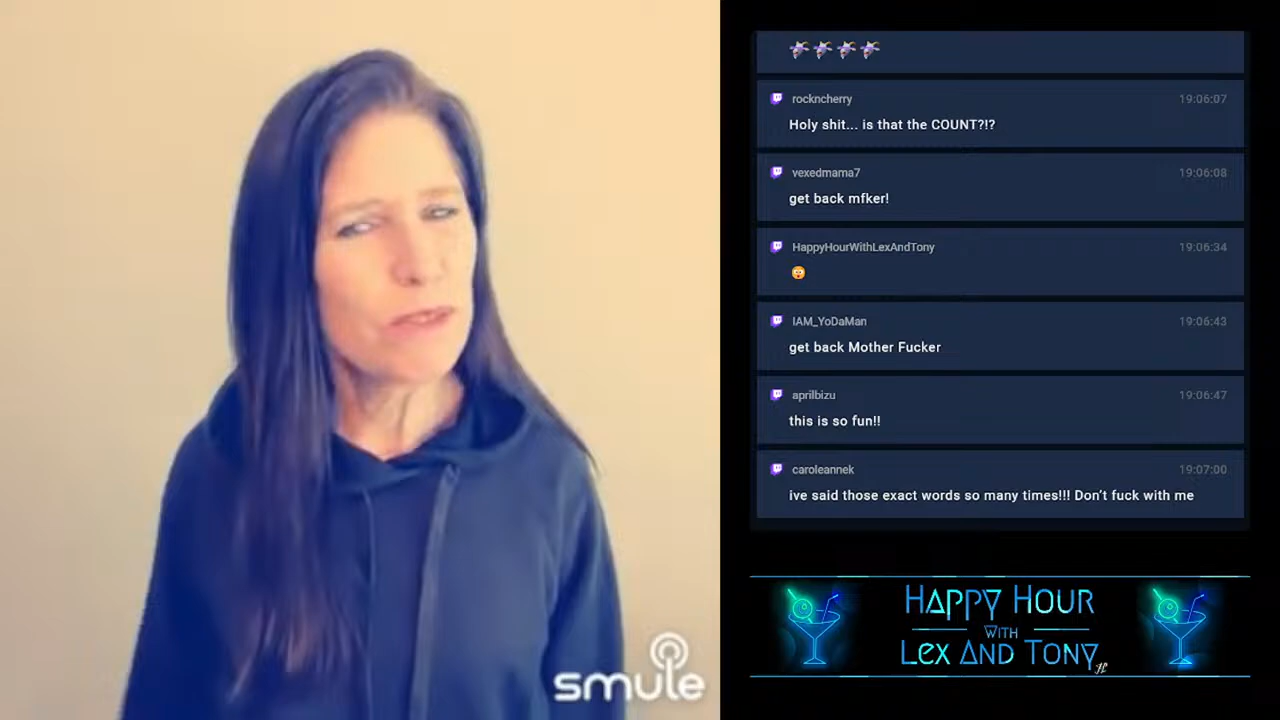 rockncherry
19:06:07
Holy shit... is that the COUNT?!?
vexedmama7
19:06:08
get back mfker!
HappyHourWithLexAndTony
19:06:34
IAM_YoDaMan
19:06:43
get back Mother Fucker
aprilbizu
19:06:47
this is so fun!!
caroleannek
19:07:00
ive said those exact words so many times!!! Don't fuck with me
smule
HAPPY HOUR
WITH
LEX AND TONY